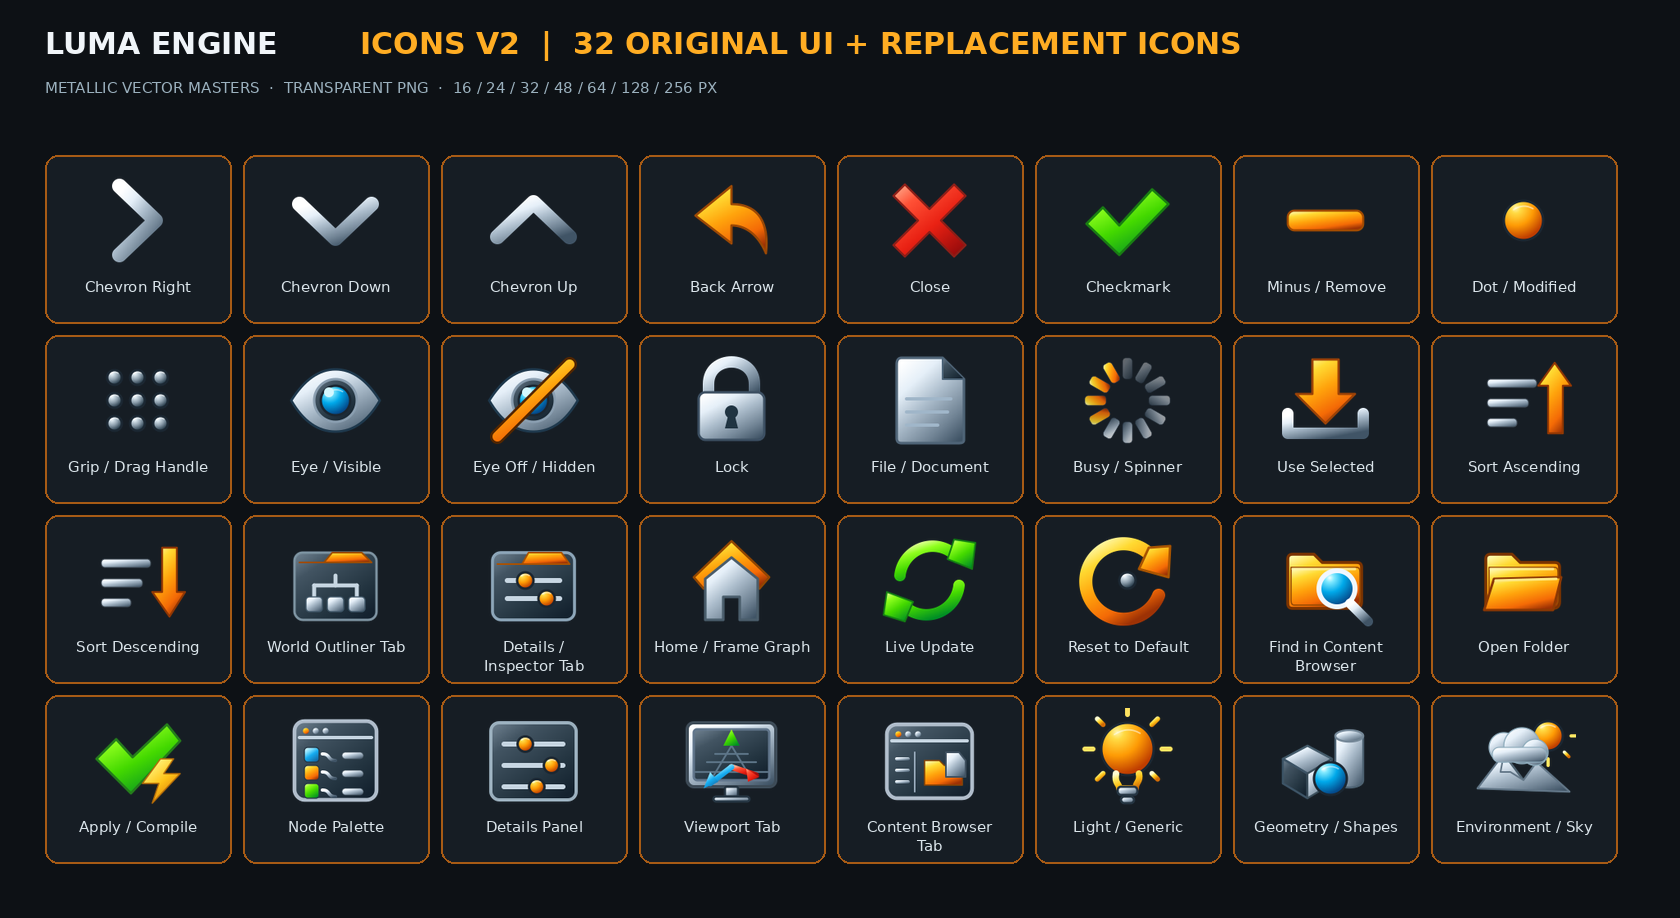 LUMA ENGINE ICONS V2 | 32 ORIGINAL UI + REPLACEMENT ICONS
METALLIC VECTOR MASTERS · TRANSPARENT PNG · 16 / 24 / 32 / 48 / 64 / 128 / 256 PX
Chevron Right
Chevron Down
Chevron Up
Back Arrow
Close
Checkmark
Minus / Remove
Dot / Modified
Grip / Drag Handle
Eye / Visible
Eye Off / Hidden
Lock
File / Document
Busy / Spinner
Use Selected
Sort Ascending
Sort Descending
World Outliner Tab
Details /
Inspector Tab
Home / Frame Graph
Live Update
Reset to Default
Find in Content
Browser
Open Folder
Apply / Compile
Node Palette
Details Panel
Viewport Tab
Content Browser
Tab
Light / Generic
Geometry / Shapes
Environment / Sky